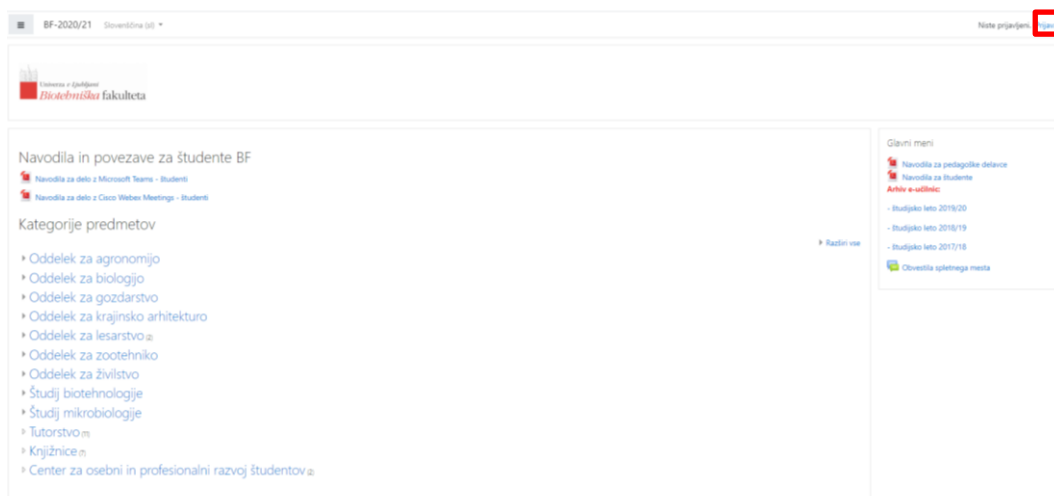 BF-2020/21 Slovenščina (sl)
Niste prijavljeni.
Univerza v Ljubljani
Biotehniška fakulteta
Navodila in povezave za študente BF
Navodila za delo z Microsoft Teams - študenti
Navodila za delo z Cisco Webex Meetings - študenti
Kategorije predmetov
Razširi vse
Oddelek za agronomijo
Oddelek za biologijo
Oddelek za gozdarstvo
Oddelek za krajinsko arhitekturo
Oddelek za lesarstvo (2)
Oddelek za zootehniko
Oddelek za živilstvo
Študij biotehnologije
Študij mikrobiologije
Tutorstvo
Knjižnice
Center za osebni in profesionalni razvoj študentov (2)
Glavni meni
Navodila za pedagoške delavce
Navodila za študente
Arhiv e-učilnic:
- študijsko leto 2019/20
- študijsko leto 2018/19
- študijsko leto 2017/18
Obvestila spletnega mesta